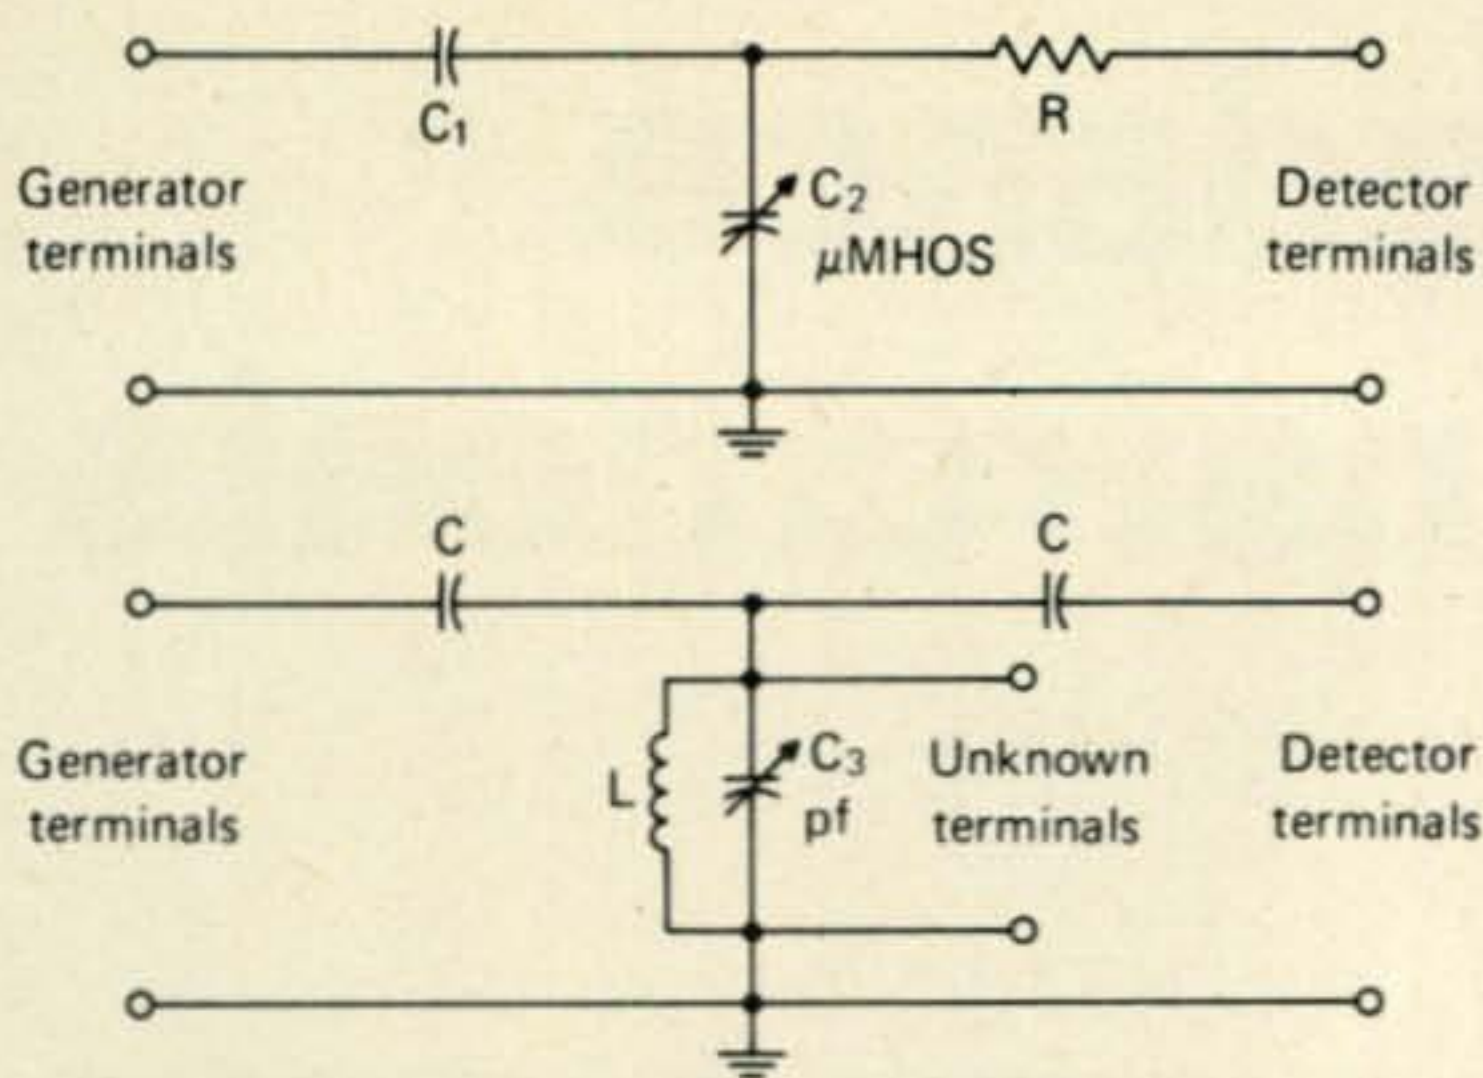 C₁
R
Generator
terminals
C₂
μMHOS
Detector
terminals
C
C
Generator
terminals
L
C₃
pf
Unknown
terminals
Detector
terminals